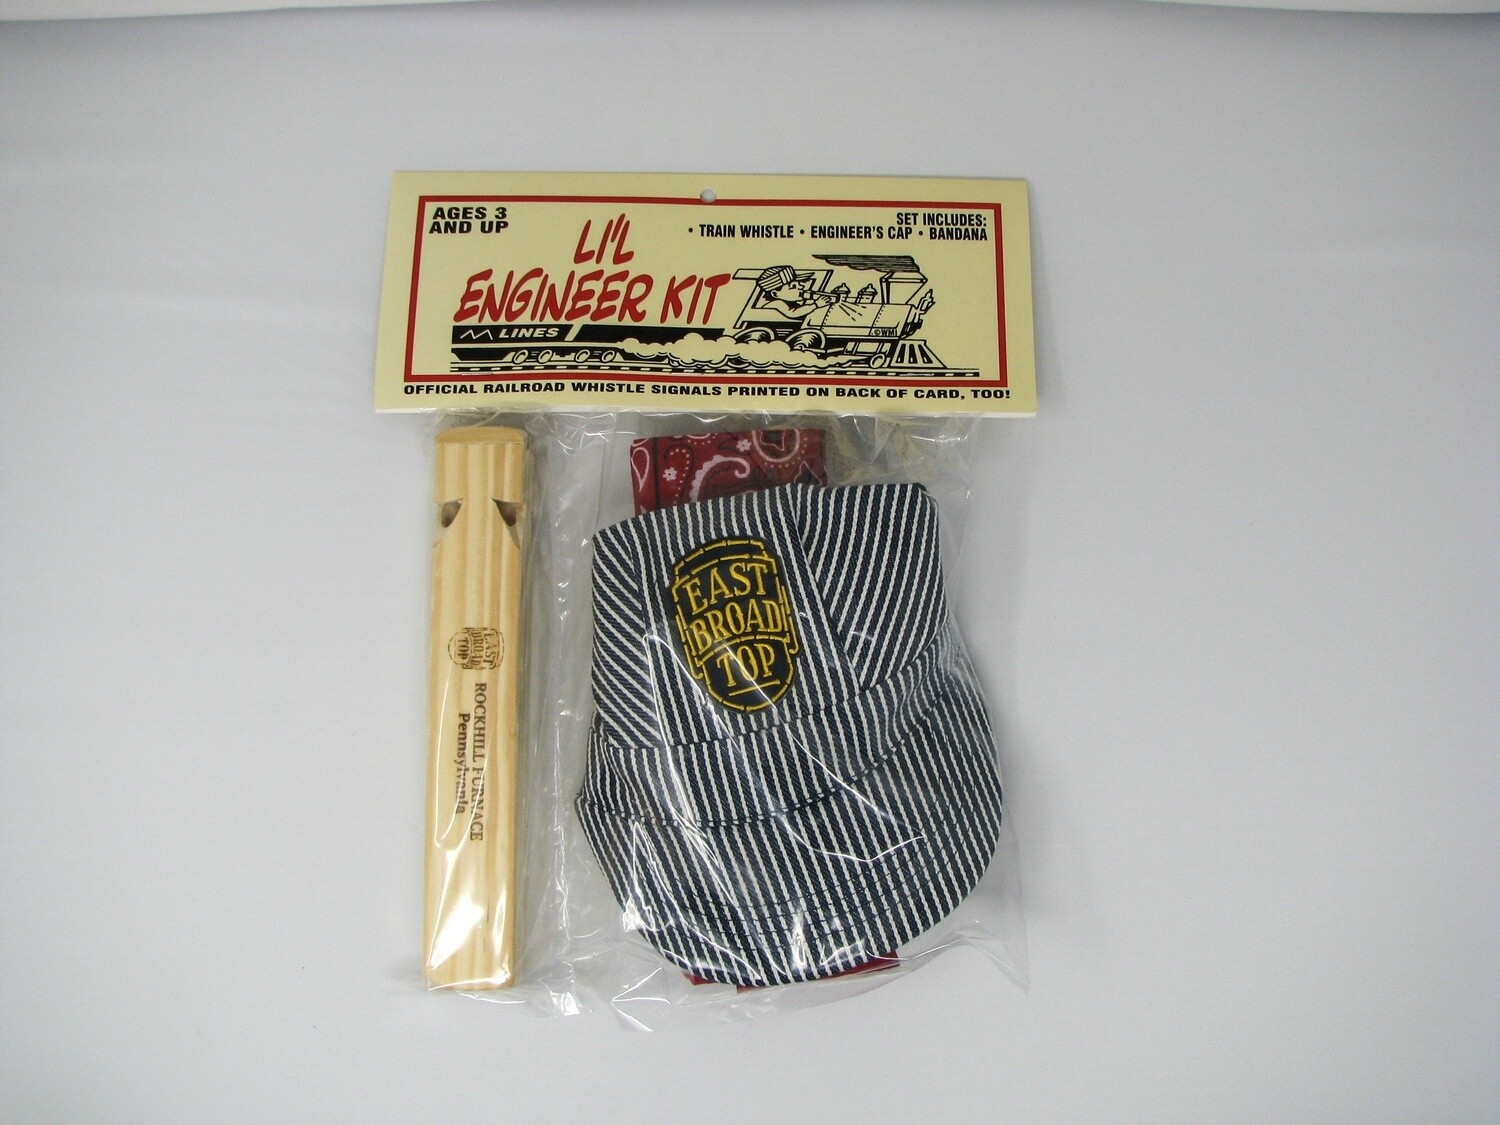 AGES 3
AND UP
SET INCLUDES:
• TRAIN WHISTLE • ENGINEER'S CAP • BANDANA
LI'L
ENGINEER KIT
LINES
©WM
OFFICIAL RAILROAD WHISTLE SIGNALS PRINTED ON BACK OF CARD, TOO!
EAST
BROAD
TOP
ROCKHILL FURNACE
Pennsylvania
EAST
BROAD
TOP